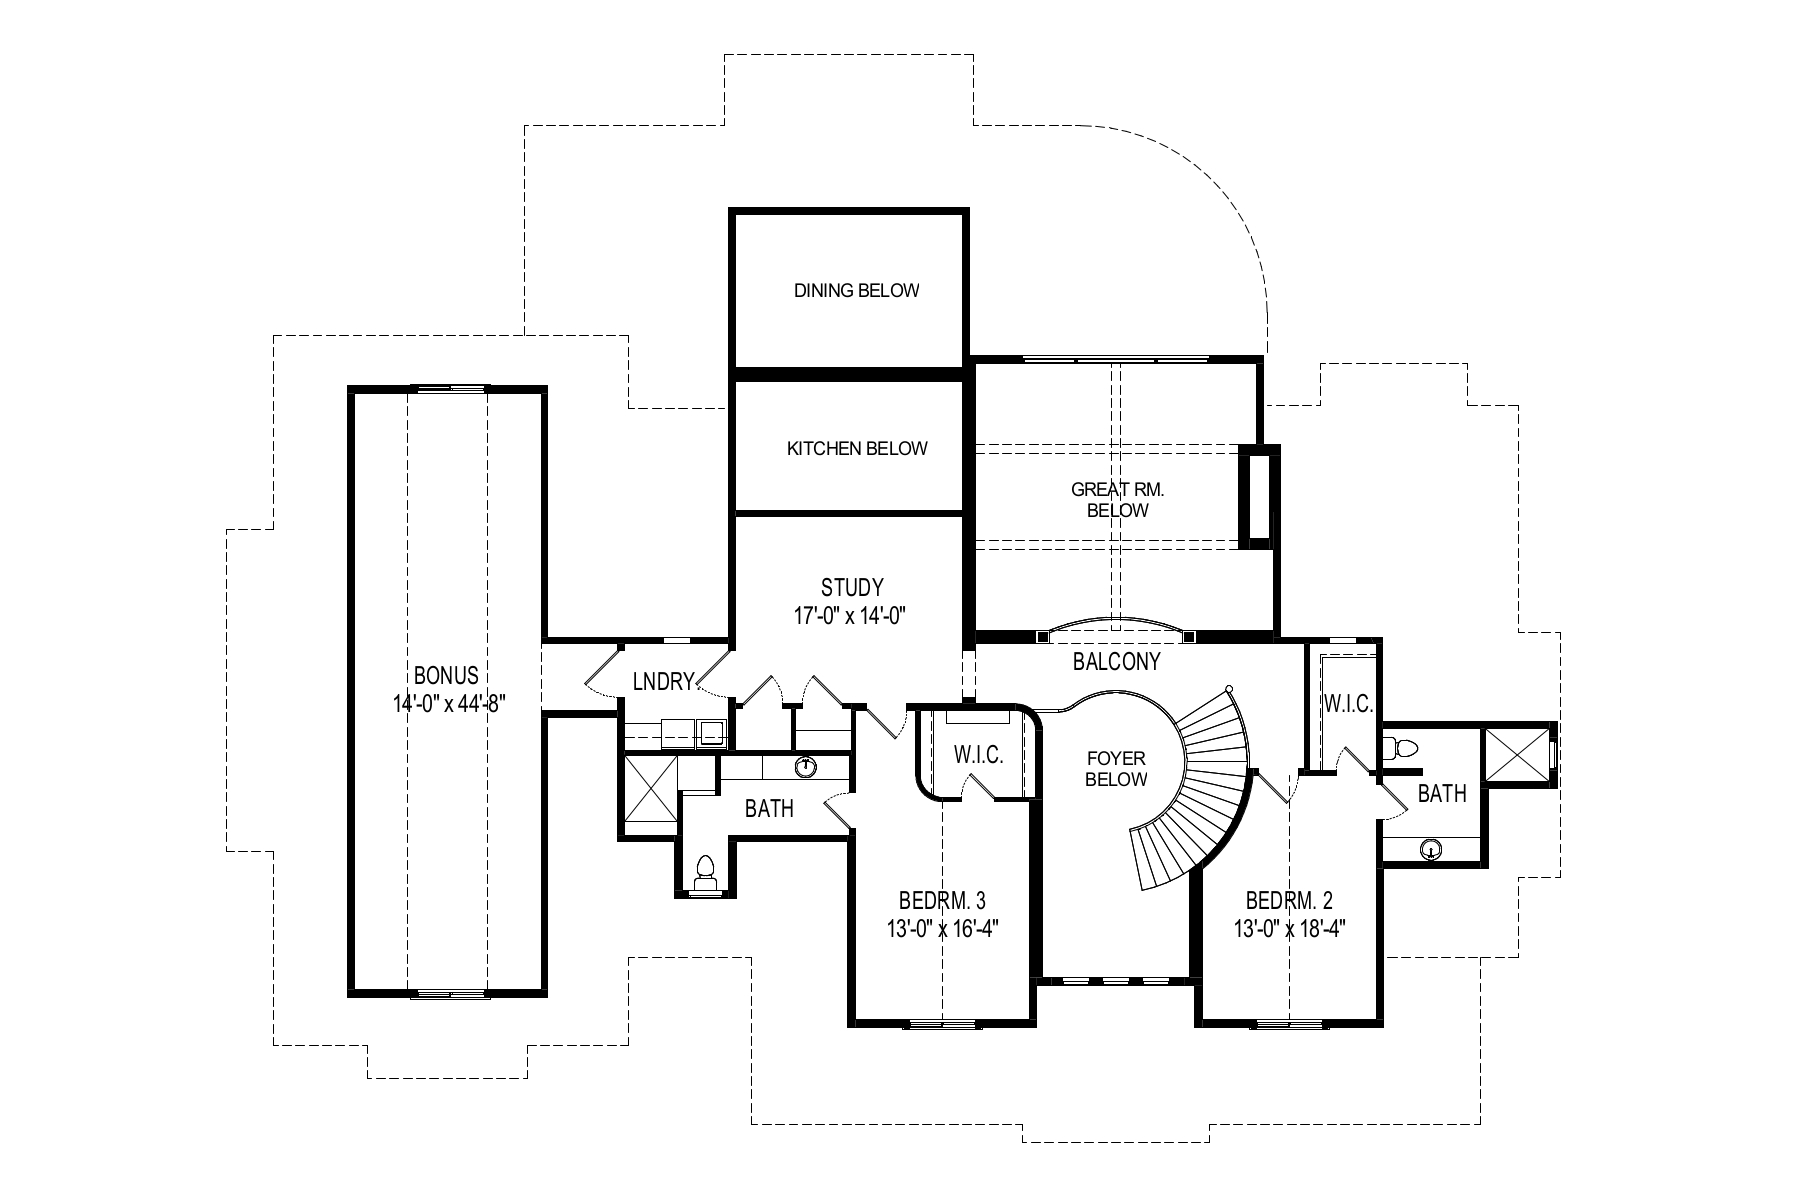 DINING BELOW
KITCHEN BELOW
GREAT RM.
BELOW
STUDY
17'-0" x 14'-0"
BALCONY
BONUS
14'-0" x 44'-8"
LNDRY.
W.I.C.
W.I.C.
FOYER
BELOW
BATH
BATH
BEDRM. 3
13'-0" x 16'-4"
BEDRM. 2
13'-0" x 18'-4"